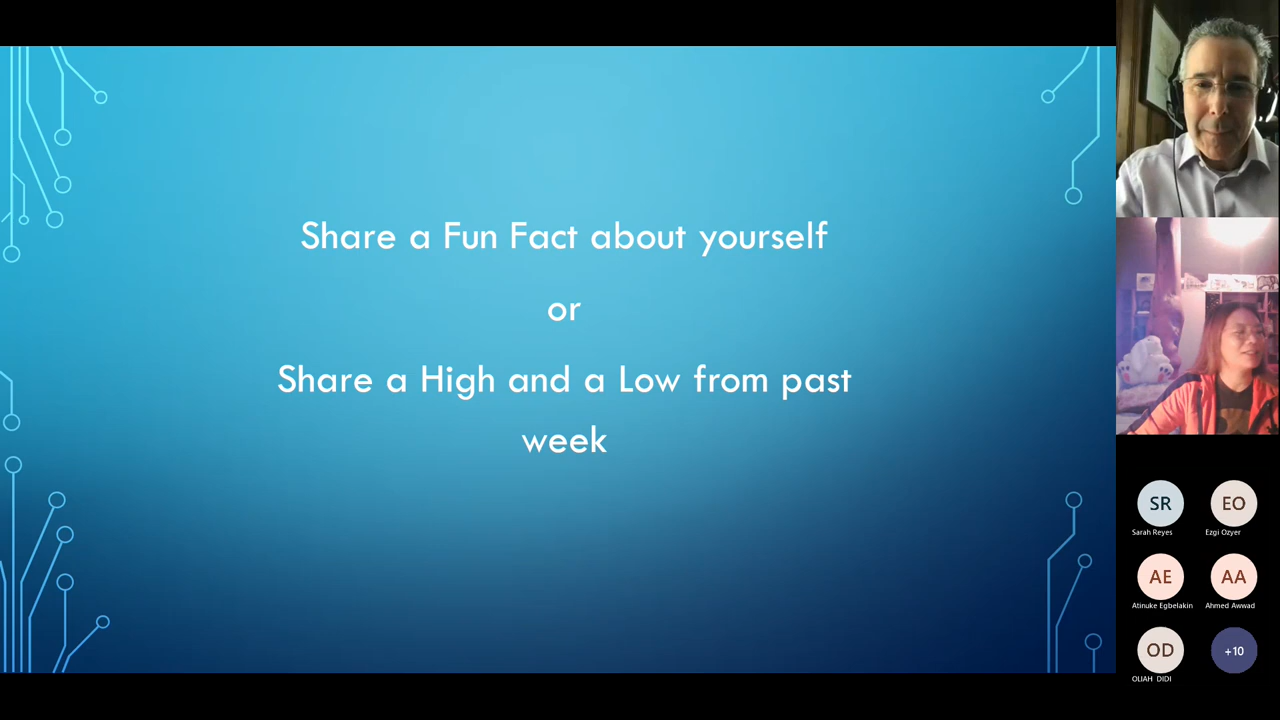 Share a Fun Fact about yourself
or
Share a High and a Low from past
week
SR
EO
Sarah Reyes
Ezgi Ozyer
AE
AA
Atinuke Egbelakin
Ahmed Awwad
OD
+10
OLIAH DIDI